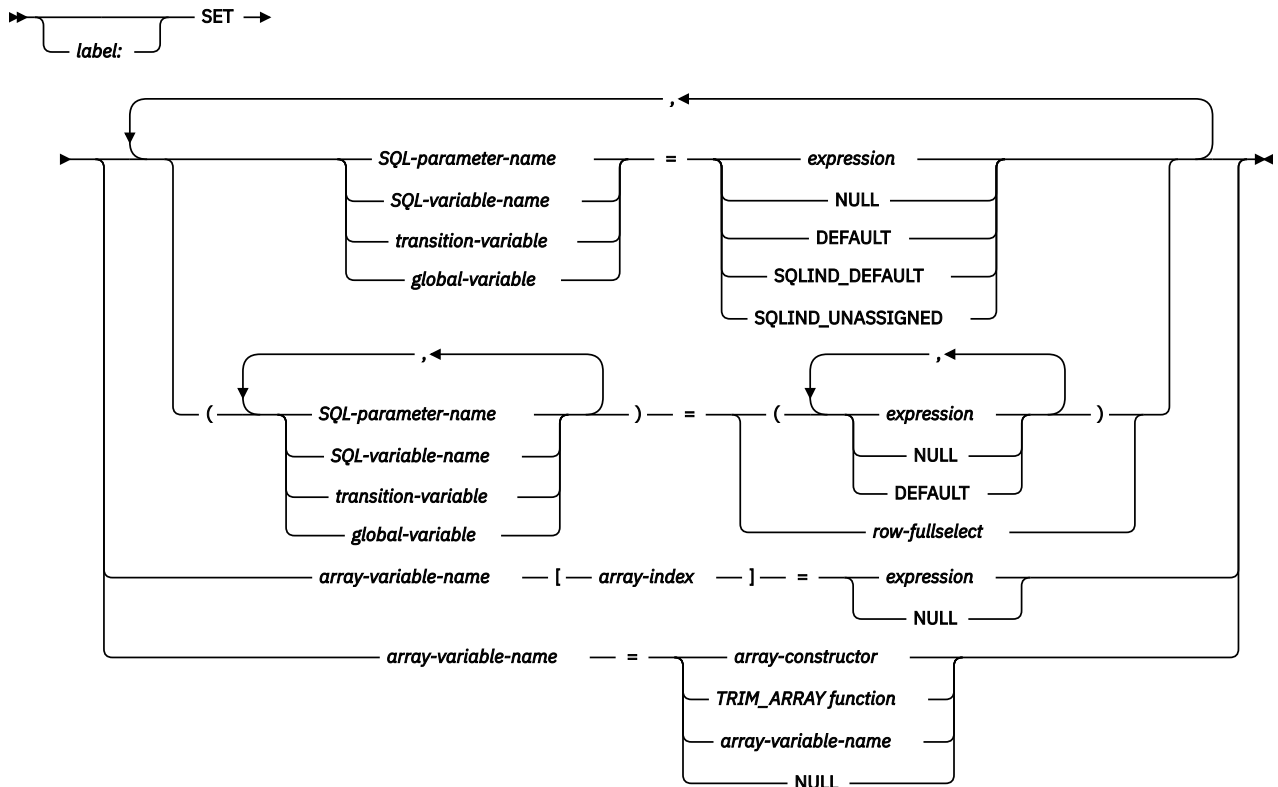 SET
label:
,
SQL-parameter-name = expression
SQL-variable-name NULL
transition-variable DEFAULT
global-variable SQLIND_DEFAULT
SQLIND_UNASSIGNED
, ,
( SQL-parameter-name ) = ( expression )
SQL-variable-name NULL
transition-variable DEFAULT
global-variable row-fullselect
array-variable-name [ array-index ] = expression
NULL
array-variable-name = array-constructor
TRIM_ARRAY function
array-variable-name
NULL